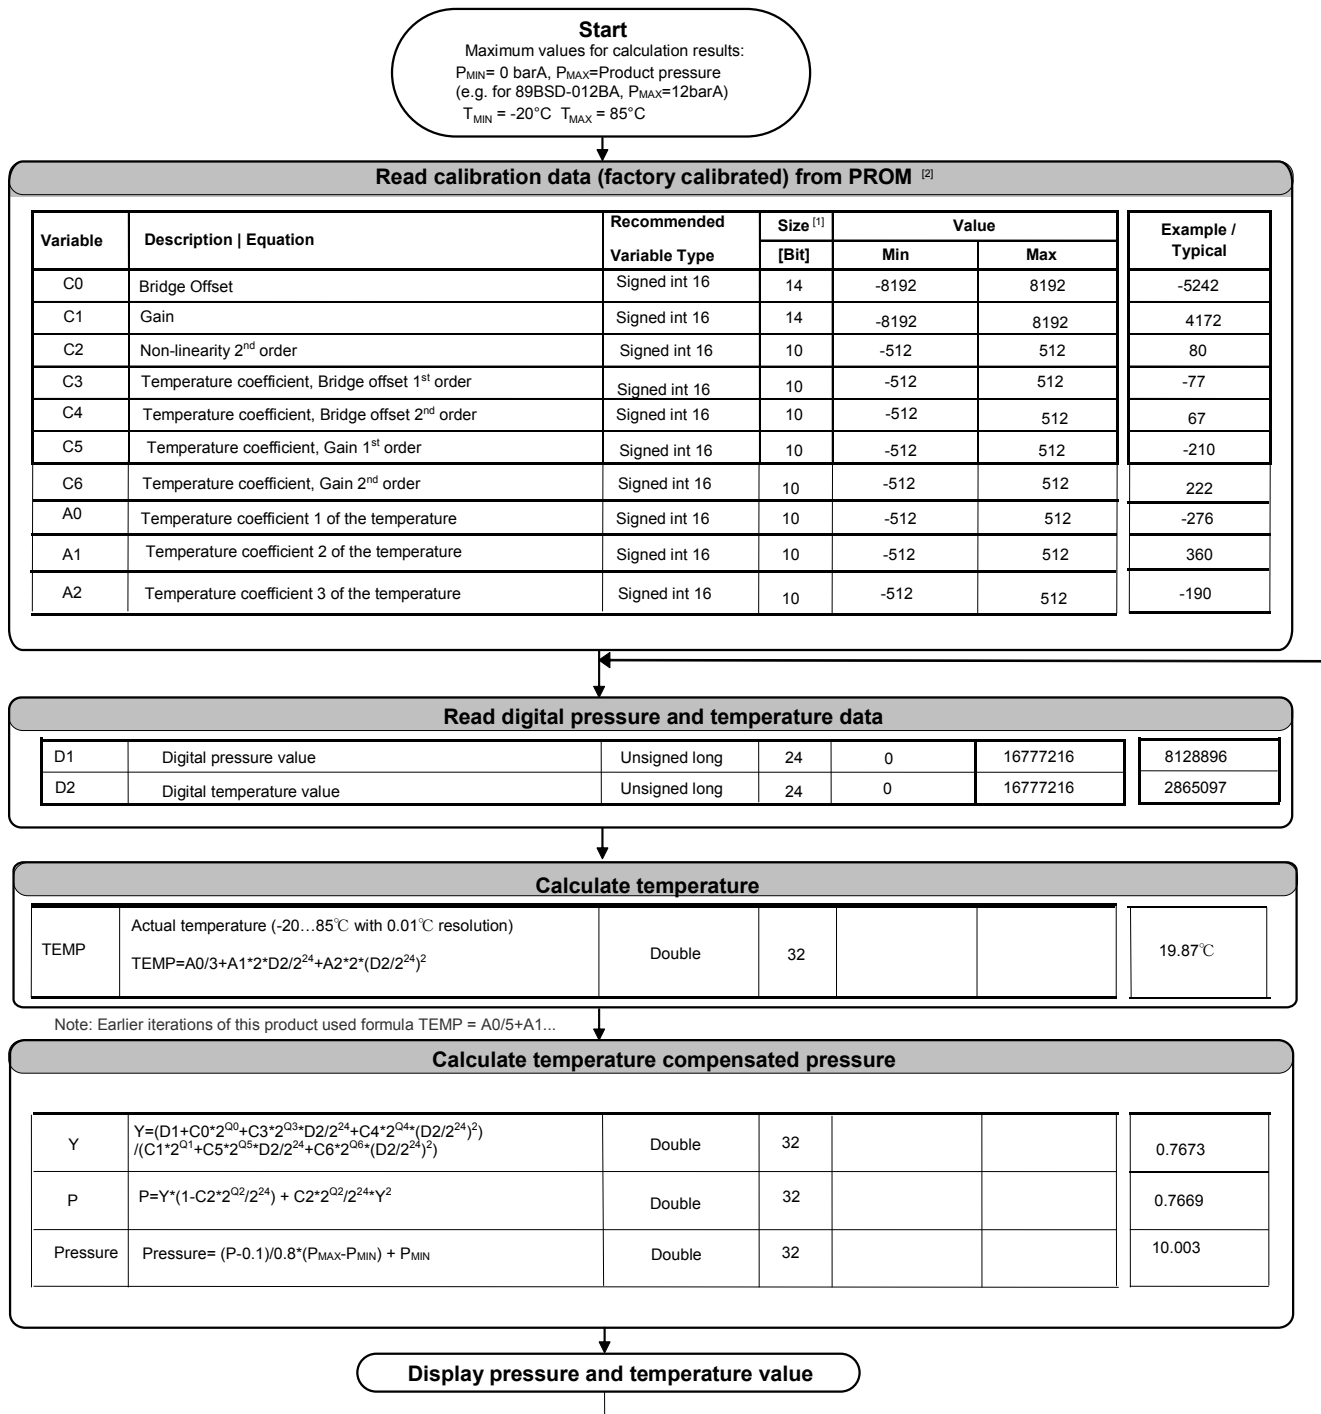 Start
Maximum values for calculation results:
PMIN= 0 barA, PMAX=Product pressure
(e.g. for 89BSD-012BA, PMAX=12barA)
TMIN = -20°C TMAX = 85°C
Read calibration data (factory calibrated) from PROM [2]
Variable Description | Equation Recommended Variable Type Size [1] [Bit] Value Min Max Example / Typical
C0 Bridge Offset Signed int 16 14 -8192 8192 -5242
C1 Gain Signed int 16 14 -8192 8192 4172
C2 Non-linearity 2nd order Signed int 16 10 -512 512 80
C3 Temperature coefficient, Bridge offset 1st order Signed int 16 10 -512 512 -77
C4 Temperature coefficient, Bridge offset 2nd order Signed int 16 10 -512 512 67
C5 Temperature coefficient, Gain 1st order Signed int 16 10 -512 512 -210
C6 Temperature coefficient, Gain 2nd order Signed int 16 10 -512 512 222
A0 Temperature coefficient 1 of the temperature Signed int 16 10 -512 512 -276
A1 Temperature coefficient 2 of the temperature Signed int 16 10 -512 512 360
A2 Temperature coefficient 3 of the temperature Signed int 16 10 -512 512 -190
Read digital pressure and temperature data
D1 Digital pressure value Unsigned long 24 0 16777216 8128896
D2 Digital temperature value Unsigned long 24 0 16777216 2865097
Calculate temperature
Actual temperature (-20…85℃ with 0.01℃ resolution)
TEMP TEMP=A0/3+A1*2*D2/2^24+A2*2*(D2/2^24)^2 Double 32 19.87℃
Note: Earlier iterations of this product used formula TEMP = A0/5+A1...
Calculate temperature compensated pressure
Y Y=(D1+C0*2^Q0+C3*2^Q3*D2/2^24+C4*2^Q4*(D2/2^24)^2)
/(C1*2^Q1+C5*2^Q5*D2/2^24+C6*2^Q6*(D2/2^24)^2) Double 32 0.7673
P P=Y*(1-C2*2^Q2/2^24) + C2*2^Q2/2^24*Y^2 Double 32 0.7669
Pressure Pressure= (P-0.1)/0.8*(PMAX-PMIN) + PMIN Double 32 10.003
Display pressure and temperature value